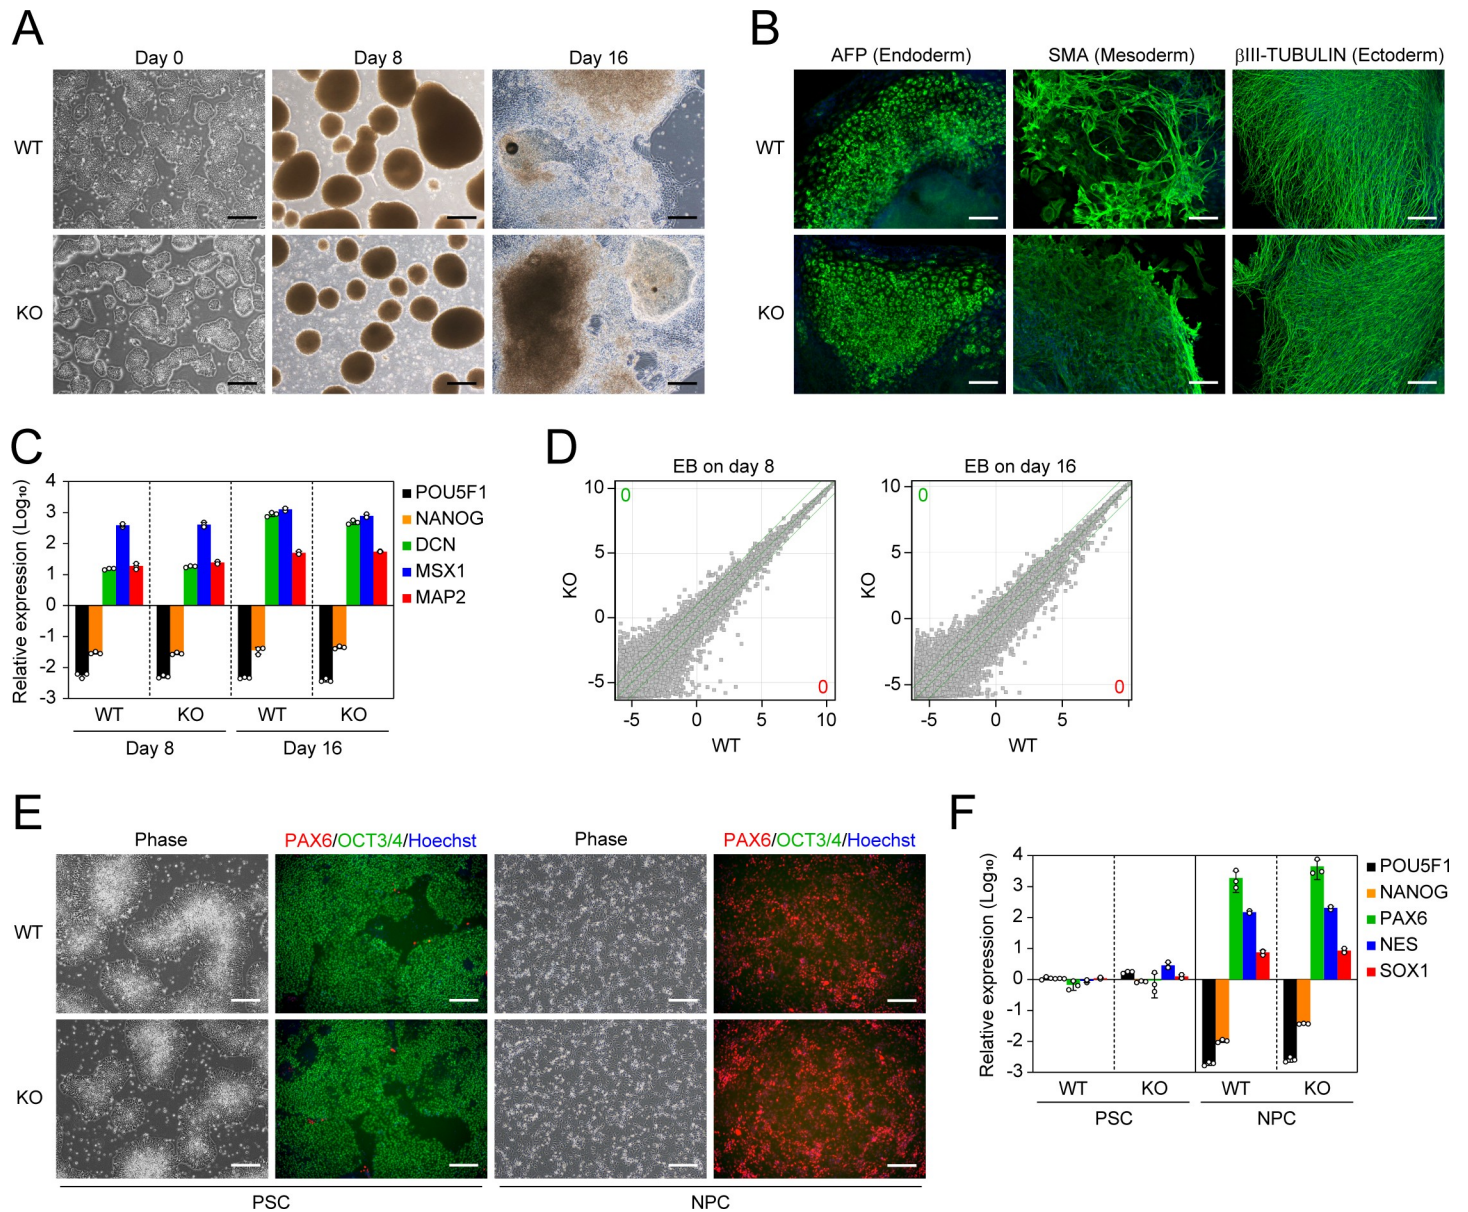 A
Day 0
Day 8
Day 16
WT
KO
B
AFP (Endoderm)
SMA (Mesoderm)
βIII-TUBULIN (Ectoderm)
WT
KO
C
Relative expression (Log₁₀)
4
3
2
1
0
-1
-2
-3
WT
KO
WT
KO
Day 8
Day 16
POU5F1
NANOG
DCN
MSX1
MAP2
D
EB on day 8
KO
10
5
0
-5
0
0
-5
0
5
10
WT
EB on day 16
KO
10
5
0
-5
0
0
-5
0
5
WT
E
Phase
PAX6/OCT3/4/Hoechst
Phase
PAX6/OCT3/4/Hoechst
WT
KO
PSC
NPC
F
Relative expression (Log₁₀)
4
3
2
1
0
-1
-2
-3
WT
KO
WT
KO
PSC
NPC
POU5F1
NANOG
PAX6
NES
SOX1